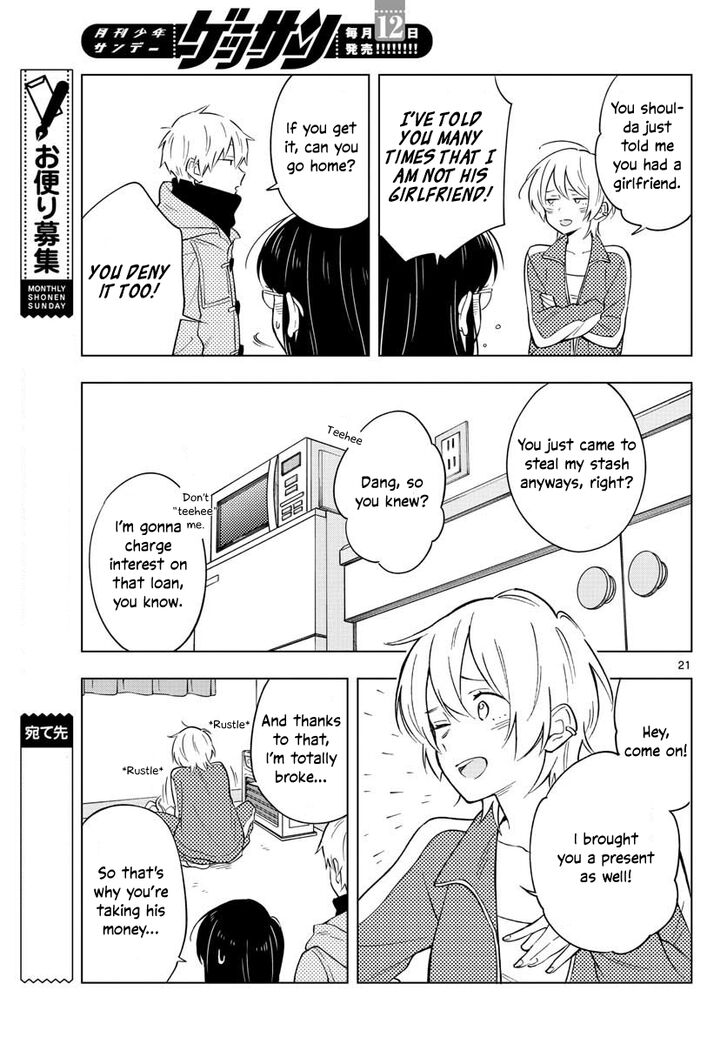 月刊少年
サンデー
ゲッサン
毎月12日
発売!!!!!!!!
お便り募集
MONTHLY
SHONEN
SUNDAY
You shoul-
da just
told me
you had a
girlfriend.
I'VE TOLD
YOU MANY
TIMES THAT I
AM NOT HIS
GIRLFRIEND!
If you get
it, can you
go home?
YOU DENY
IT TOO!
You just came to
steal my stash
anyways, right?
Teehee
Dang, so
you knew?
Don't
"teehee"
me.
I'm gonna
charge
interest on
that loan,
you know.
21
Hey,
come on!
I brought
you a present
as well!
And thanks
to that,
I'm totally
broke...
*Rustle*
*Rustle*
So that's
why you're
taking his
money...
宛て先